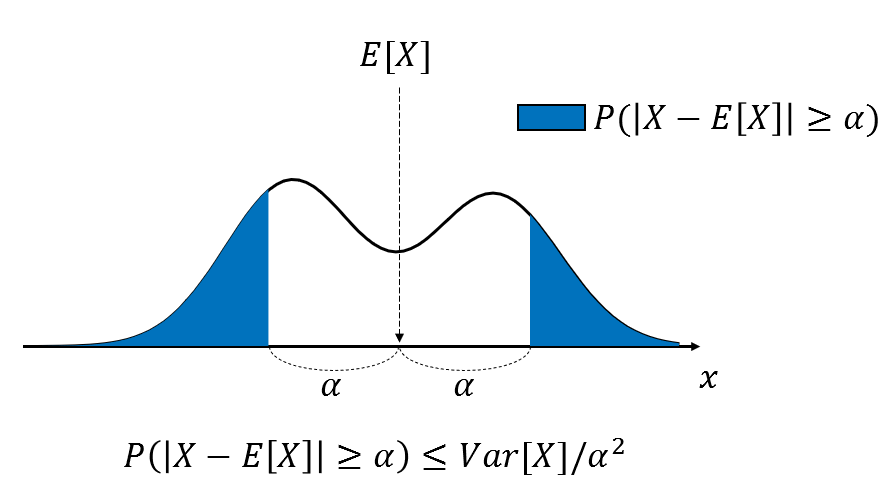 E[X]
P(|X − E[X]| ≥ α)
α
α
x
P(|X − E[X]| ≥ α) ≤ Var[X]/α²